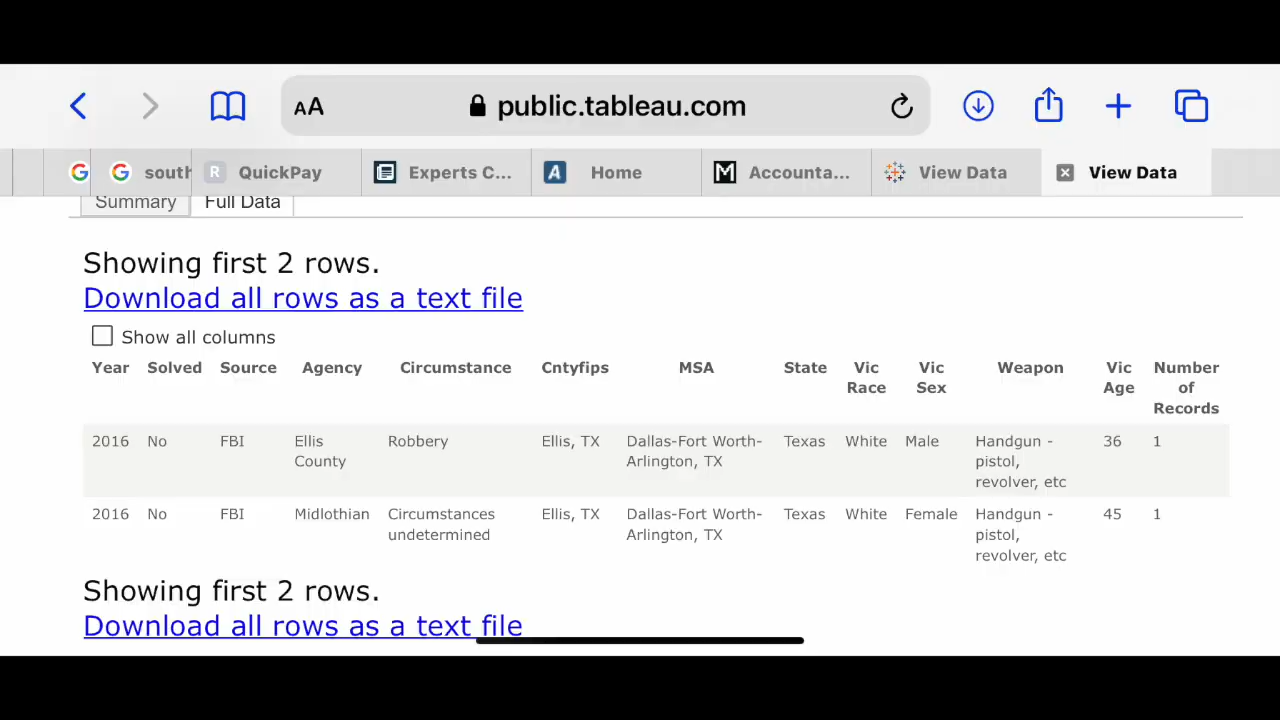 AA public.tableau.com
south QuickPay Experts C... Home Accounta... View Data View Data
Summary Full Data
Showing first 2 rows.
Download all rows as a text file
Show all columns
Year Solved Source Agency Circumstance Cntyfips MSA State Vic Race Vic Sex Weapon Vic Age Number of Records
2016 No FBI Ellis County Robbery Ellis, TX Dallas-Fort Worth-Arlington, TX Texas White Male Handgun - pistol, revolver, etc 36 1
2016 No FBI Midlothian Circumstances undetermined Ellis, TX Dallas-Fort Worth-Arlington, TX Texas White Female Handgun - pistol, revolver, etc 45 1
Showing first 2 rows.
Download all rows as a text file